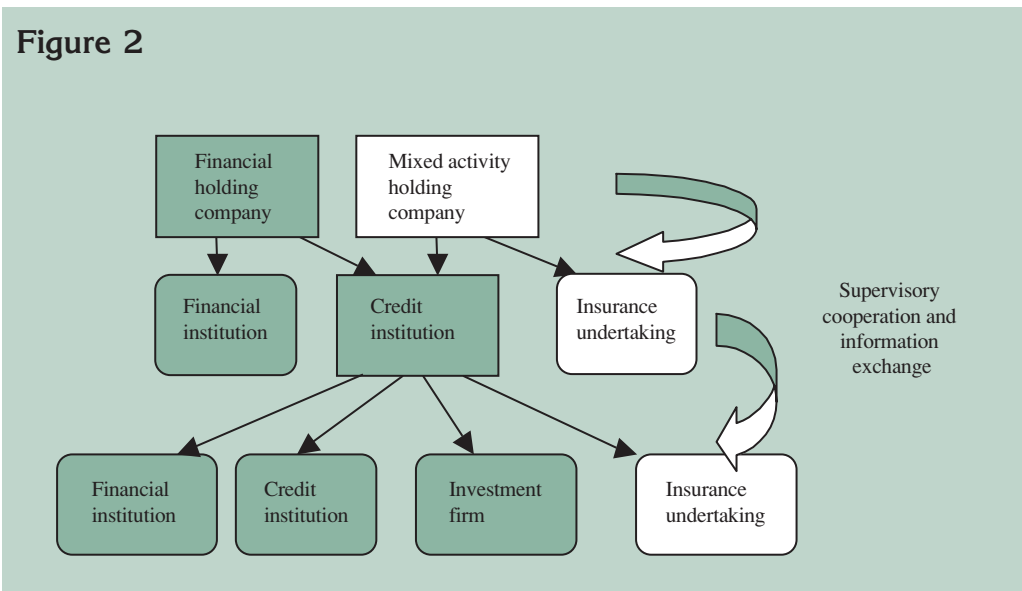 Figure 2
Financial
holding
company
Mixed activity
holding
company
Financial
institution
Credit
institution
Insurance
undertaking
Supervisory
cooperation and
information
exchange
Financial
institution
Credit
institution
Investment
firm
Insurance
undertaking